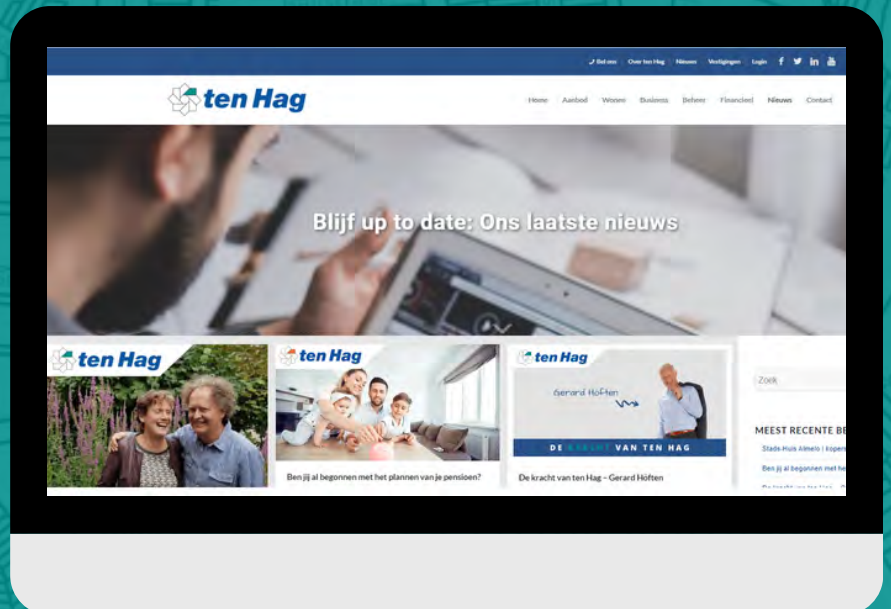 Bel ons Over ten Hag Nieuws Vestigingen Login
ten Hag
Home Aanbod Wonen Business Beheer Financieel Nieuws Contact
Blijf up to date: Ons laatste nieuws
ten Hag
ten Hag
ten Hag
Gerard Höften
DE KRACHT VAN TEN HAG
Zoek
MEEST RECENTE BE
Stads-Huis Almelo | kopers
Ben jij al begonnen met het plannen van je pensioen?
De kracht van ten Hag – Gerard Höften
Ben jij al begonnen met he